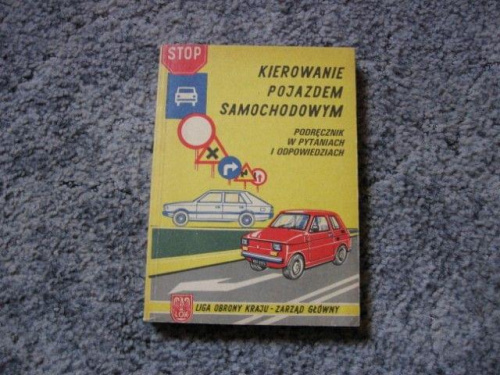 STOP
KIEROWANIE
POJAZDEM
SAMOCHODOWYM
PODRĘCZNIK
W PYTANIACH
I ODPOWIEDZIACH
LIGA OBRONY KRAJU - ZARZĄD GŁÓWNY